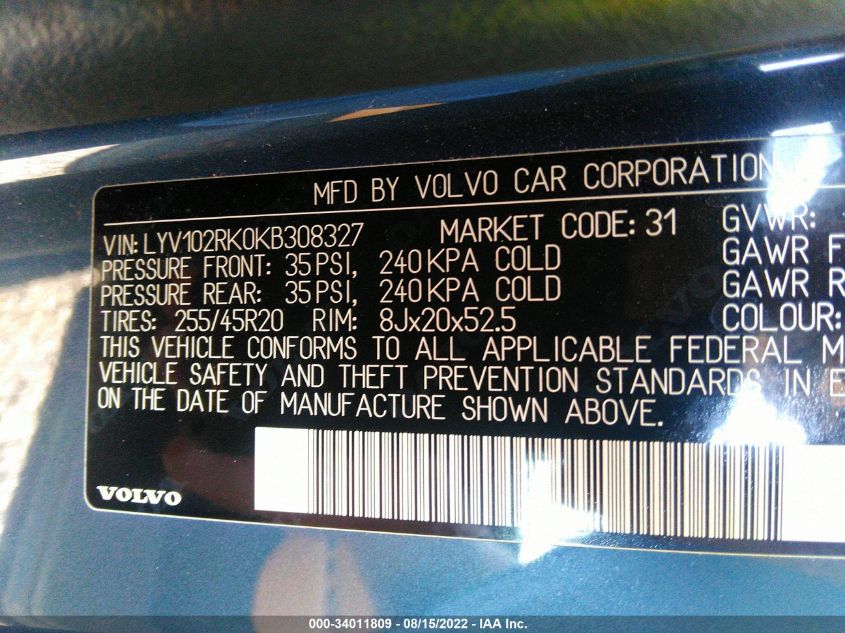 MFD BY VOLVO CAR CORPORATION
VIN: LYV102RK0KB308327 MARKET CODE: 31 GVWR:
PRESSURE FRONT: 35 PSI, 240 KPA COLD GAWR F
PRESSURE REAR: 35 PSI, 240 KPA COLD GAWR R
TIRES: 255/45R20 RIM: 8Jx20x52.5 COLOUR:
THIS VEHICLE CONFORMS TO ALL APPLICABLE FEDERAL M
VEHICLE SAFETY AND THEFT PREVENTION STANDARDS IN E
ON THE DATE OF MANUFACTURE SHOWN ABOVE.
VOLVO
000-34011809 - 08/15/2022 - IAA Inc.